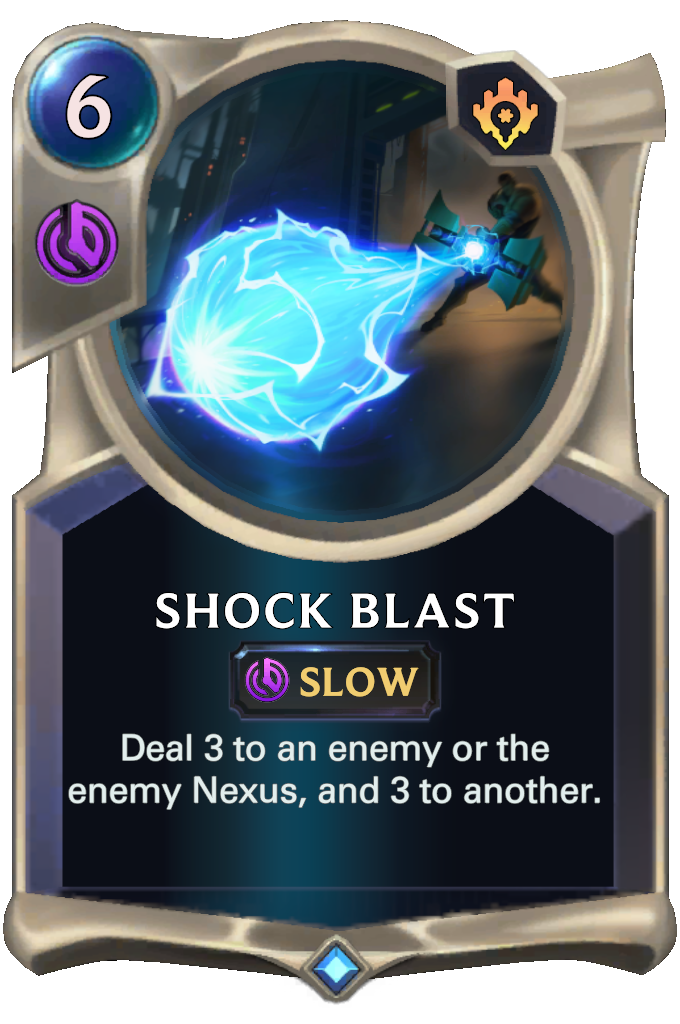 6
SHOCK BLAST
SLOW
Deal 3 to an enemy or the
enemy Nexus, and 3 to another.